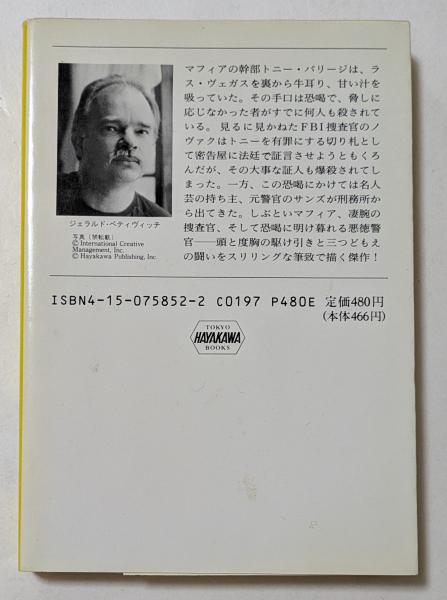 マフィアの幹部トニー・パリージは、ラ
ス・ヴェガスを裏から牛耳り、甘い汁を
吸っていた。その手口は恐喝で、脅しに
応じなかった者がすでに何人も殺されて
いる。見るに見かねたFBI捜査官のノ
ヴァクはトニーを有罪にする切り札とし
て密告屋に法廷で証言させようともくろ
んだが、その大事な証人も爆殺されてし
まった。一方、この恐喝にかけては名人
芸の持ち主、元警官のサンズが刑務所か
ら出てきた。しぶといマフィア、凄腕の
捜査官、そして恐喝に明け暮れる悪徳警
官――頭と度胸の駆け引きと三つどもえ
の闘いをスリリングな筆致で描く傑作！
ジェラルド・ペティヴィッチ
写真（禁転載）
© International Creative
Management, Inc.
© Hayakawa Publishing, Inc.
ISBN4-15-075852-2 C0197 P480E 定価480円
(本体466円)
TOKYO
HAYAKAWA
BOOKS